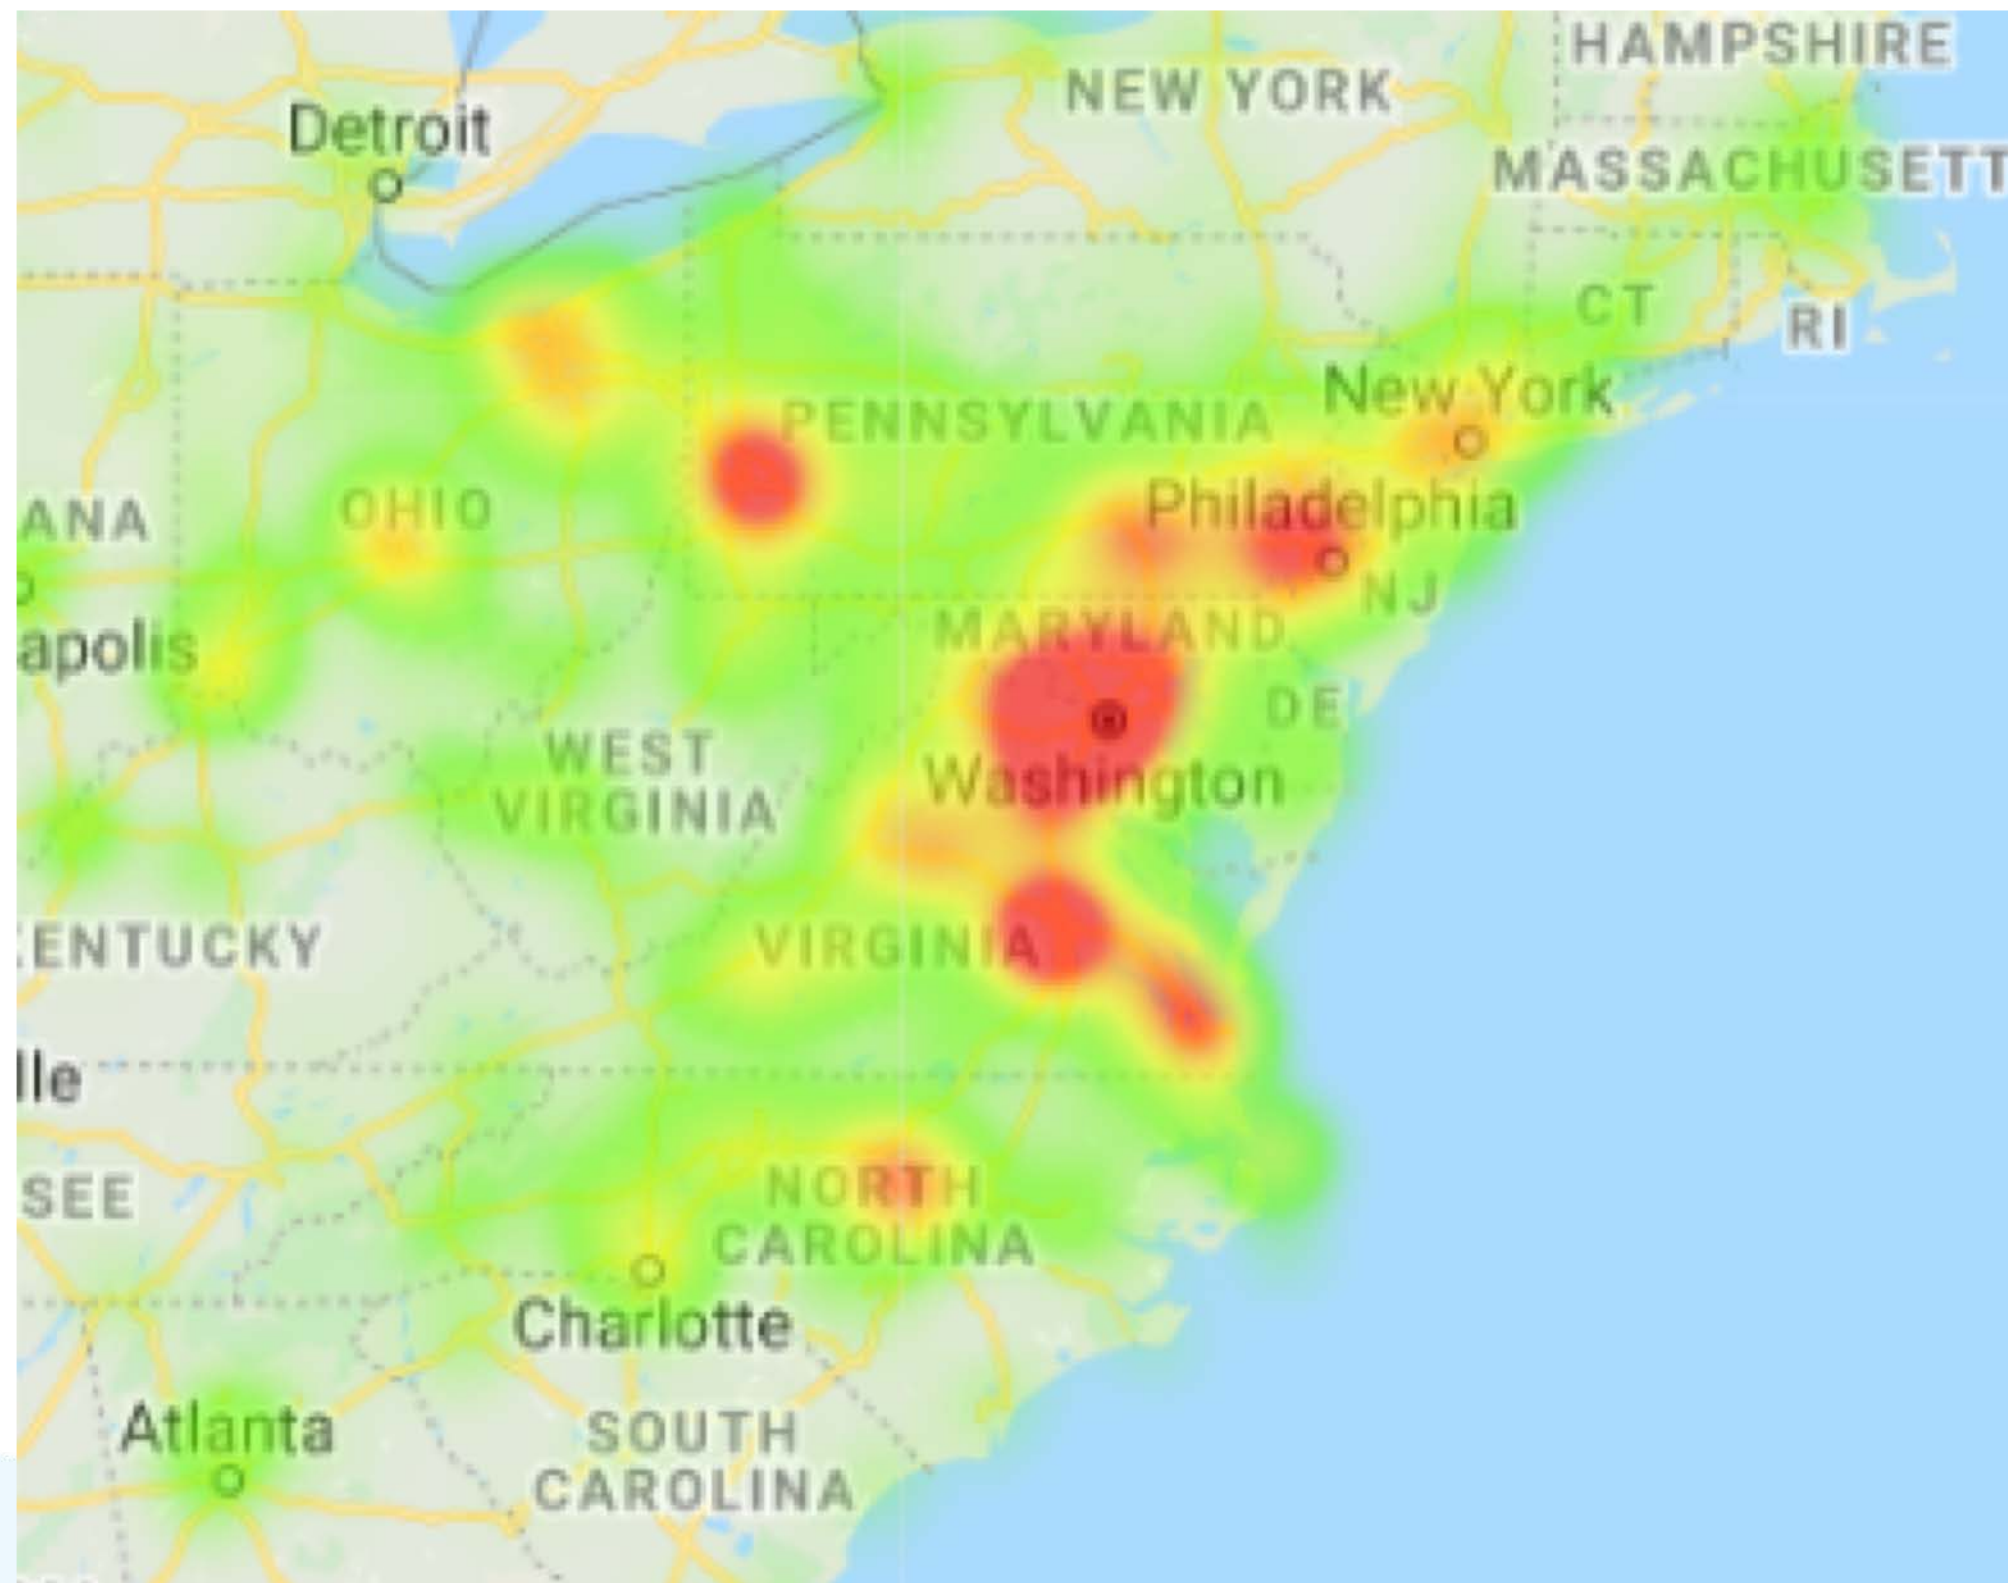 HAMPSHIRE
NEW YORK
Detroit
MASSACHUSETT
CT
RI
New York
PENNSYLVANIA
Philadelphia
OHIO
ANA
NJ
MARYLAND
apolis
DE
WEST
VIRGINIA
Washington
VIRGINIA
KENTUCKY
lle
SEE
NORTH
CAROLINA
Charlotte
Atlanta
SOUTH
CAROLINA